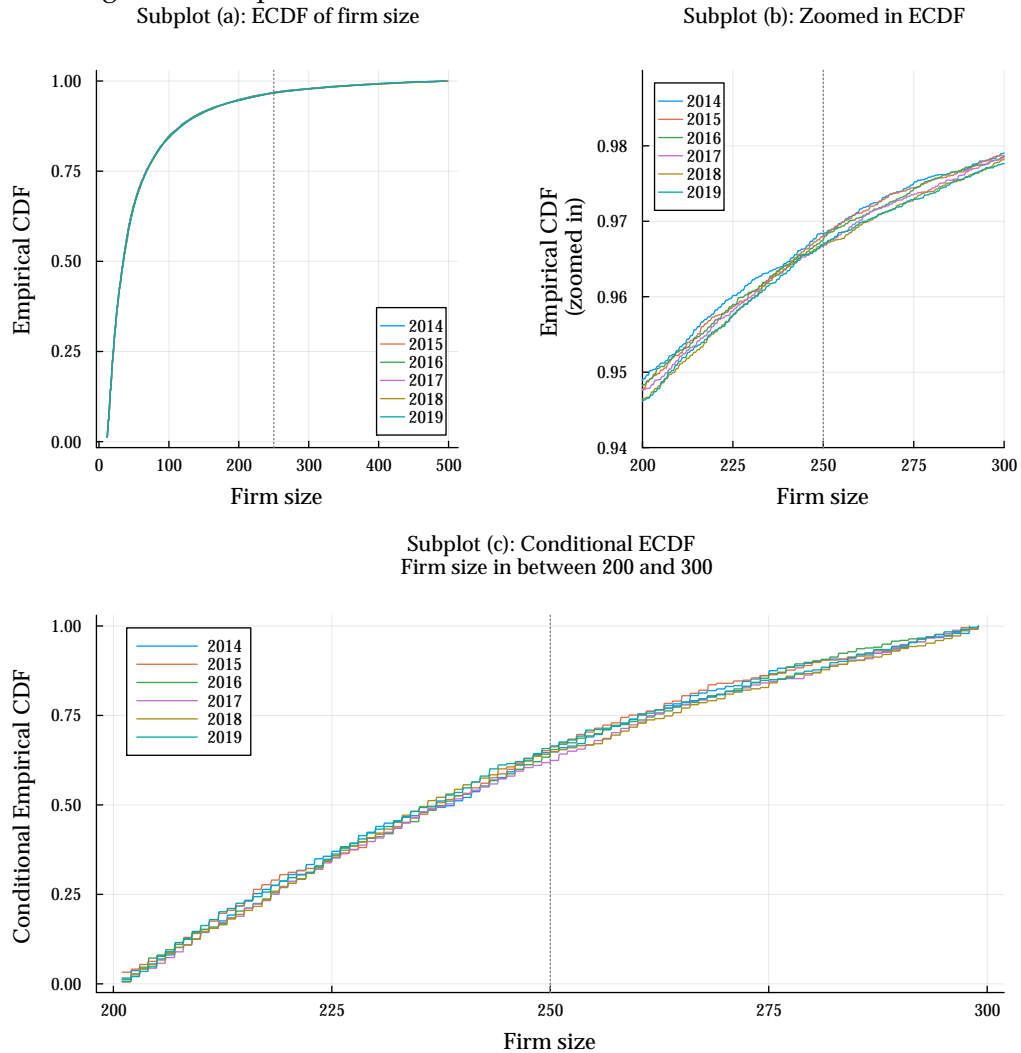 Subplot (a): ECDF of firm size
Empirical CDF
1.00
0.75
0.50
0.25
0.00
0 100 200 300 400 500
Firm size
2014
2015
2016
2017
2018
2019
Subplot (b): Zoomed in ECDF
Empirical CDF
(zoomed in)
0.98
0.97
0.96
0.95
0.94
200 225 250 275 300
Firm size
2014
2015
2016
2017
2018
2019
Subplot (c): Conditional ECDF
Firm size in between 200 and 300
Conditional Empirical CDF
1.00
0.75
0.50
0.25
0.00
200 225 250 275 300
Firm size
2014
2015
2016
2017
2018
2019